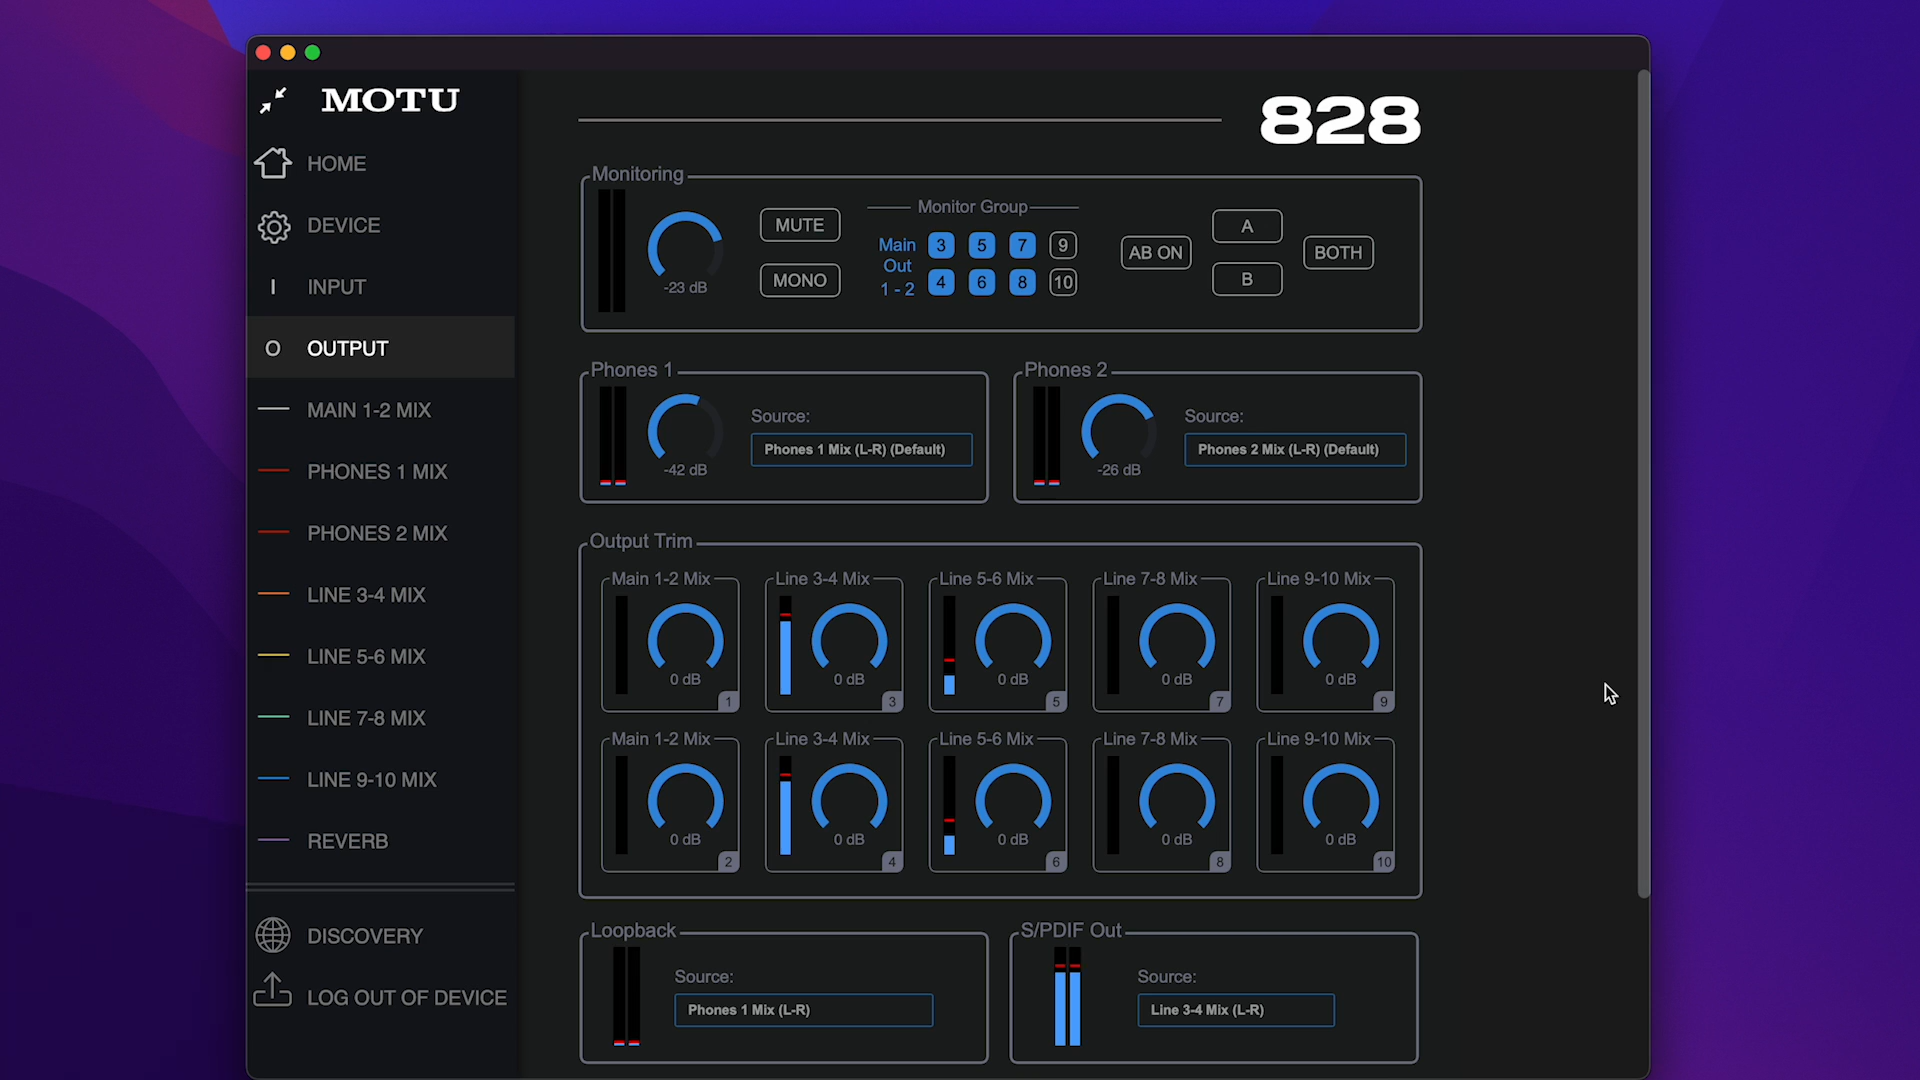 MOTU
HOME
DEVICE
I INPUT
O OUTPUT
MAIN 1-2 MIX
PHONES 1 MIX
PHONES 2 MIX
LINE 3-4 MIX
LINE 5-6 MIX
LINE 7-8 MIX
LINE 9-10 MIX
REVERB
DISCOVERY
LOG OUT OF DEVICE
828
Monitoring
-23 dB
MUTE
MONO
Monitor Group
Main
Out
1 - 2
3 5 7 9
4 6 8 10
AB ON
A
B
BOTH
Phones 1
-42 dB
Source:
Phones 1 Mix (L-R) (Default)
Phones 2
-26 dB
Source:
Phones 2 Mix (L-R) (Default)
Output Trim
Main 1-2 Mix
0 dB
1
Line 3-4 Mix
0 dB
3
Line 5-6 Mix
0 dB
5
Line 7-8 Mix
0 dB
7
Line 9-10 Mix
0 dB
9
Main 1-2 Mix
0 dB
2
Line 3-4 Mix
0 dB
4
Line 5-6 Mix
0 dB
6
Line 7-8 Mix
0 dB
8
Line 9-10 Mix
0 dB
10
Loopback
Source:
Phones 1 Mix (L-R)
S/PDIF Out
Source:
Line 3-4 Mix (L-R)